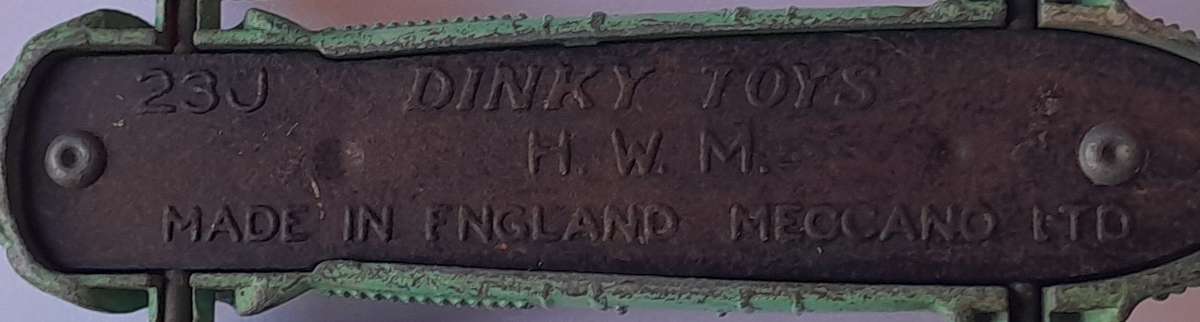 23J DINKY TOYS
H. W. M.
MADE IN ENGLAND MECCANO LTD